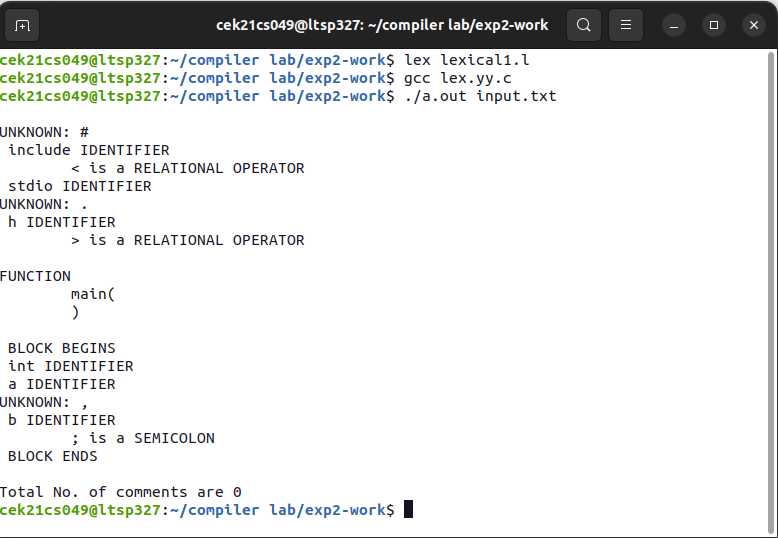 cek21cs049@ltsp327: ~/compiler lab/exp2-work
cek21cs049@ltsp327:~/compiler lab/exp2-work$ lex lexical1.l
cek21cs049@ltsp327:~/compiler lab/exp2-work$ gcc lex.yy.c
cek21cs049@ltsp327:~/compiler lab/exp2-work$ ./a.out input.txt
UNKNOWN: #
include IDENTIFIER
< is a RELATIONAL OPERATOR
stdio IDENTIFIER
UNKNOWN: .
h IDENTIFIER
> is a RELATIONAL OPERATOR
FUNCTION
main(
)
BLOCK BEGINS
int IDENTIFIER
a IDENTIFIER
UNKNOWN: ,
b IDENTIFIER
; is a SEMICOLON
BLOCK ENDS
Total No. of comments are 0
cek21cs049@ltsp327:~/compiler lab/exp2-work$